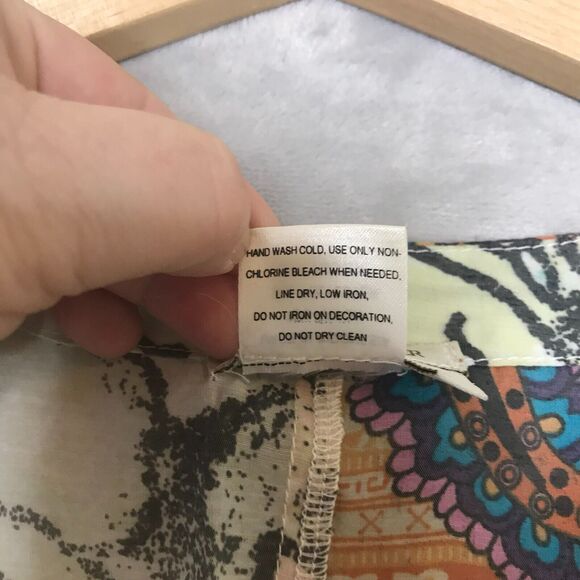 HAND WASH COLD, USE ONLY NON-
CHLORINE BLEACH WHEN NEEDED,
LINE DRY, LOW IRON,
DO NOT IRON ON DECORATION,
DO NOT DRY CLEAN
R